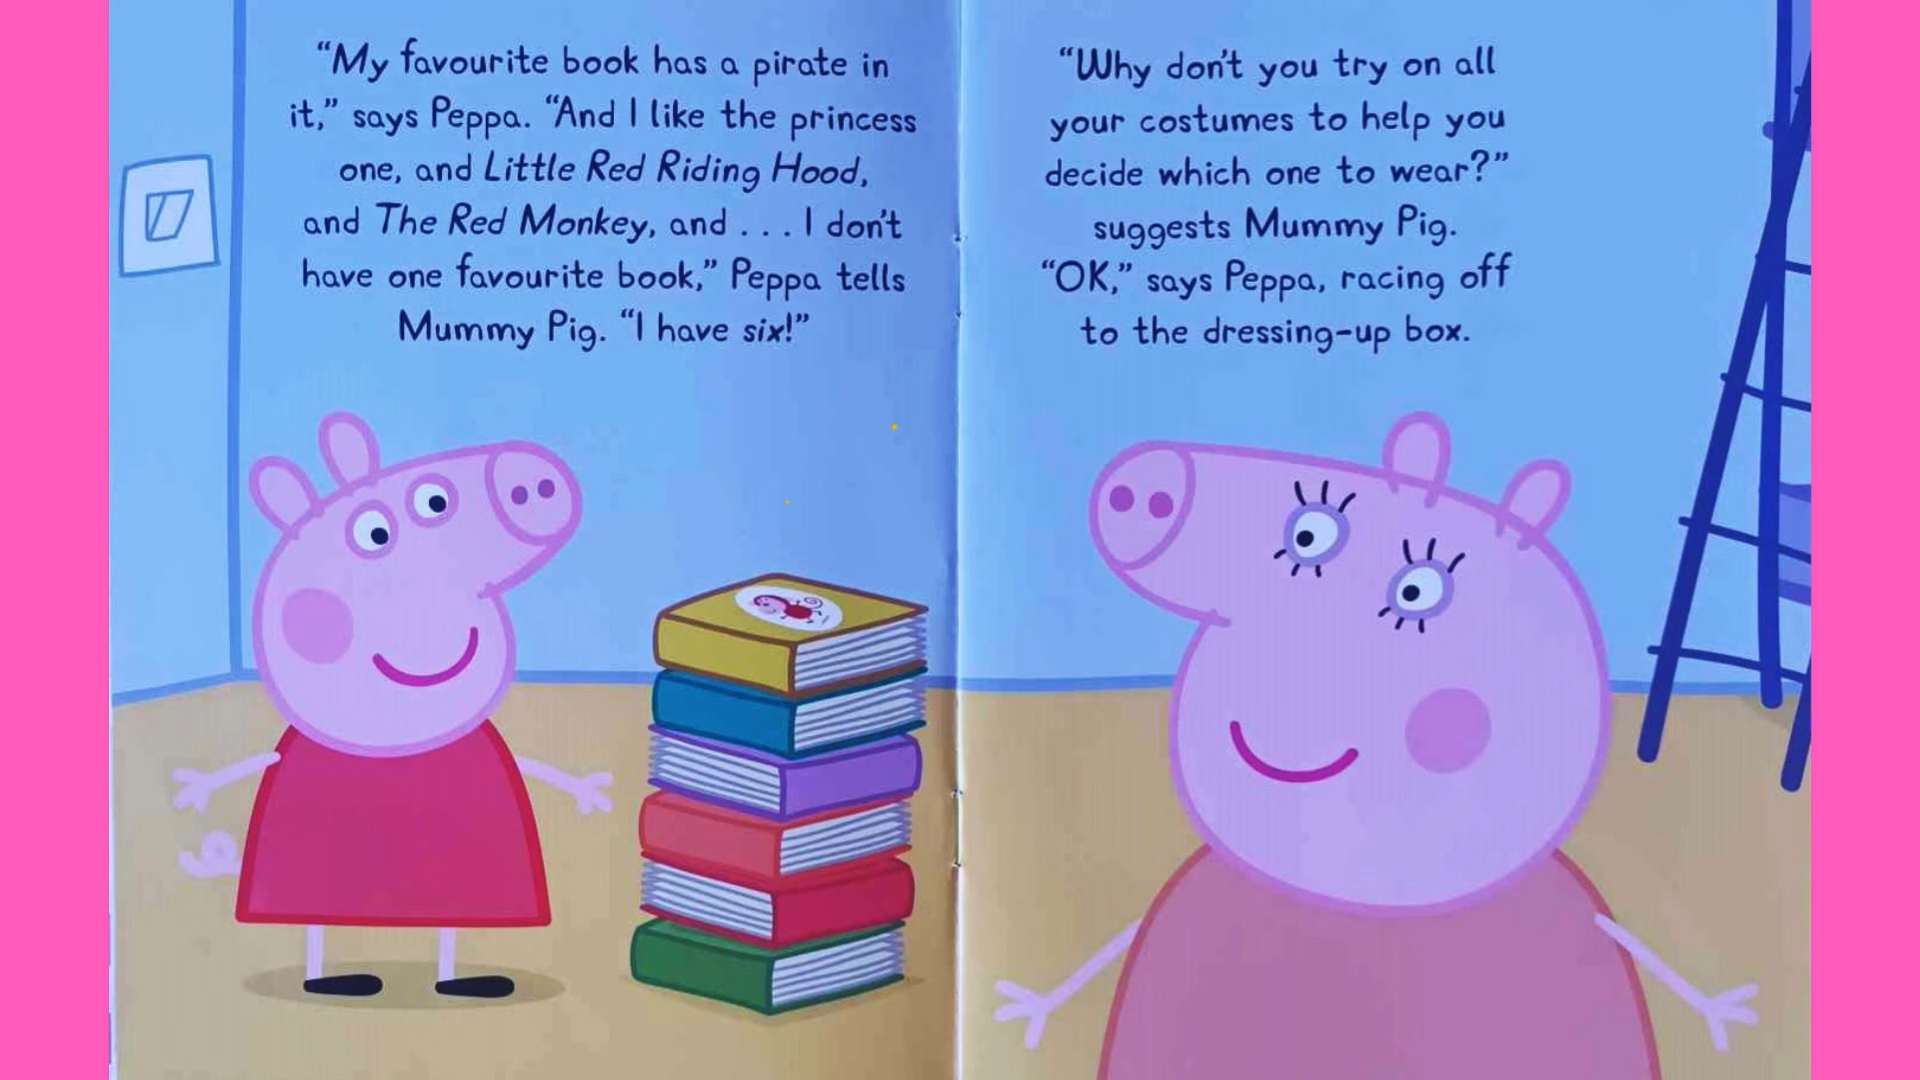 “My favourite book has a pirate in
it,” says Peppa. “And I like the princess
one, and Little Red Riding Hood,
and The Red Monkey, and . . . I don’t
have one favourite book,” Peppa tells
Mummy Pig. “I have six!”
“Why don’t you try on all
your costumes to help you
decide which one to wear?”
suggests Mummy Pig.
“OK,” says Peppa, racing off
to the dressing-up box.